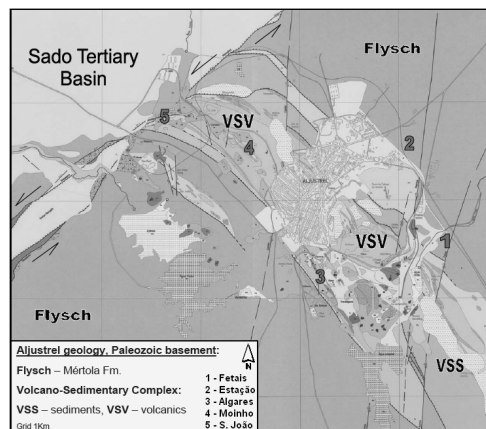 Flysch
Sado Tertiary
Basin
5
VSV
4
2
ALJUSTREL
VSV
1
3
Flysch
VSS
Aljustrel geology, Paleozoic basement:
Flysch – Mértola Fm.
Volcano-Sedimentary Complex:
VSS – sediments, VSV – volcanics
Grid 1Km
N
1 - Fetais
2 - Estação
3 - Algares
4 - Moinho
5 - S. João